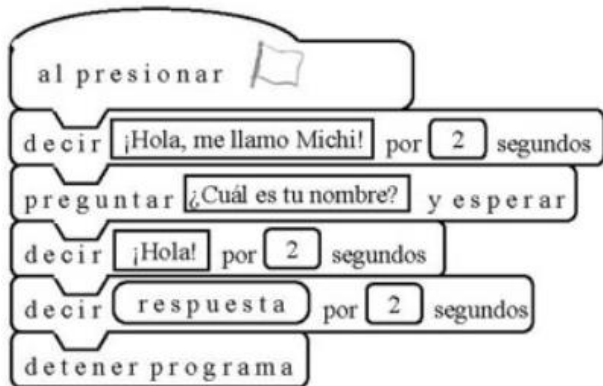 al presionar
decir ¡Hola, me llamo Michi! por 2 segundos
preguntar ¿Cuál es tu nombre? y esperar
decir ¡Hola! por 2 segundos
decir respuesta por 2 segundos
detener programa